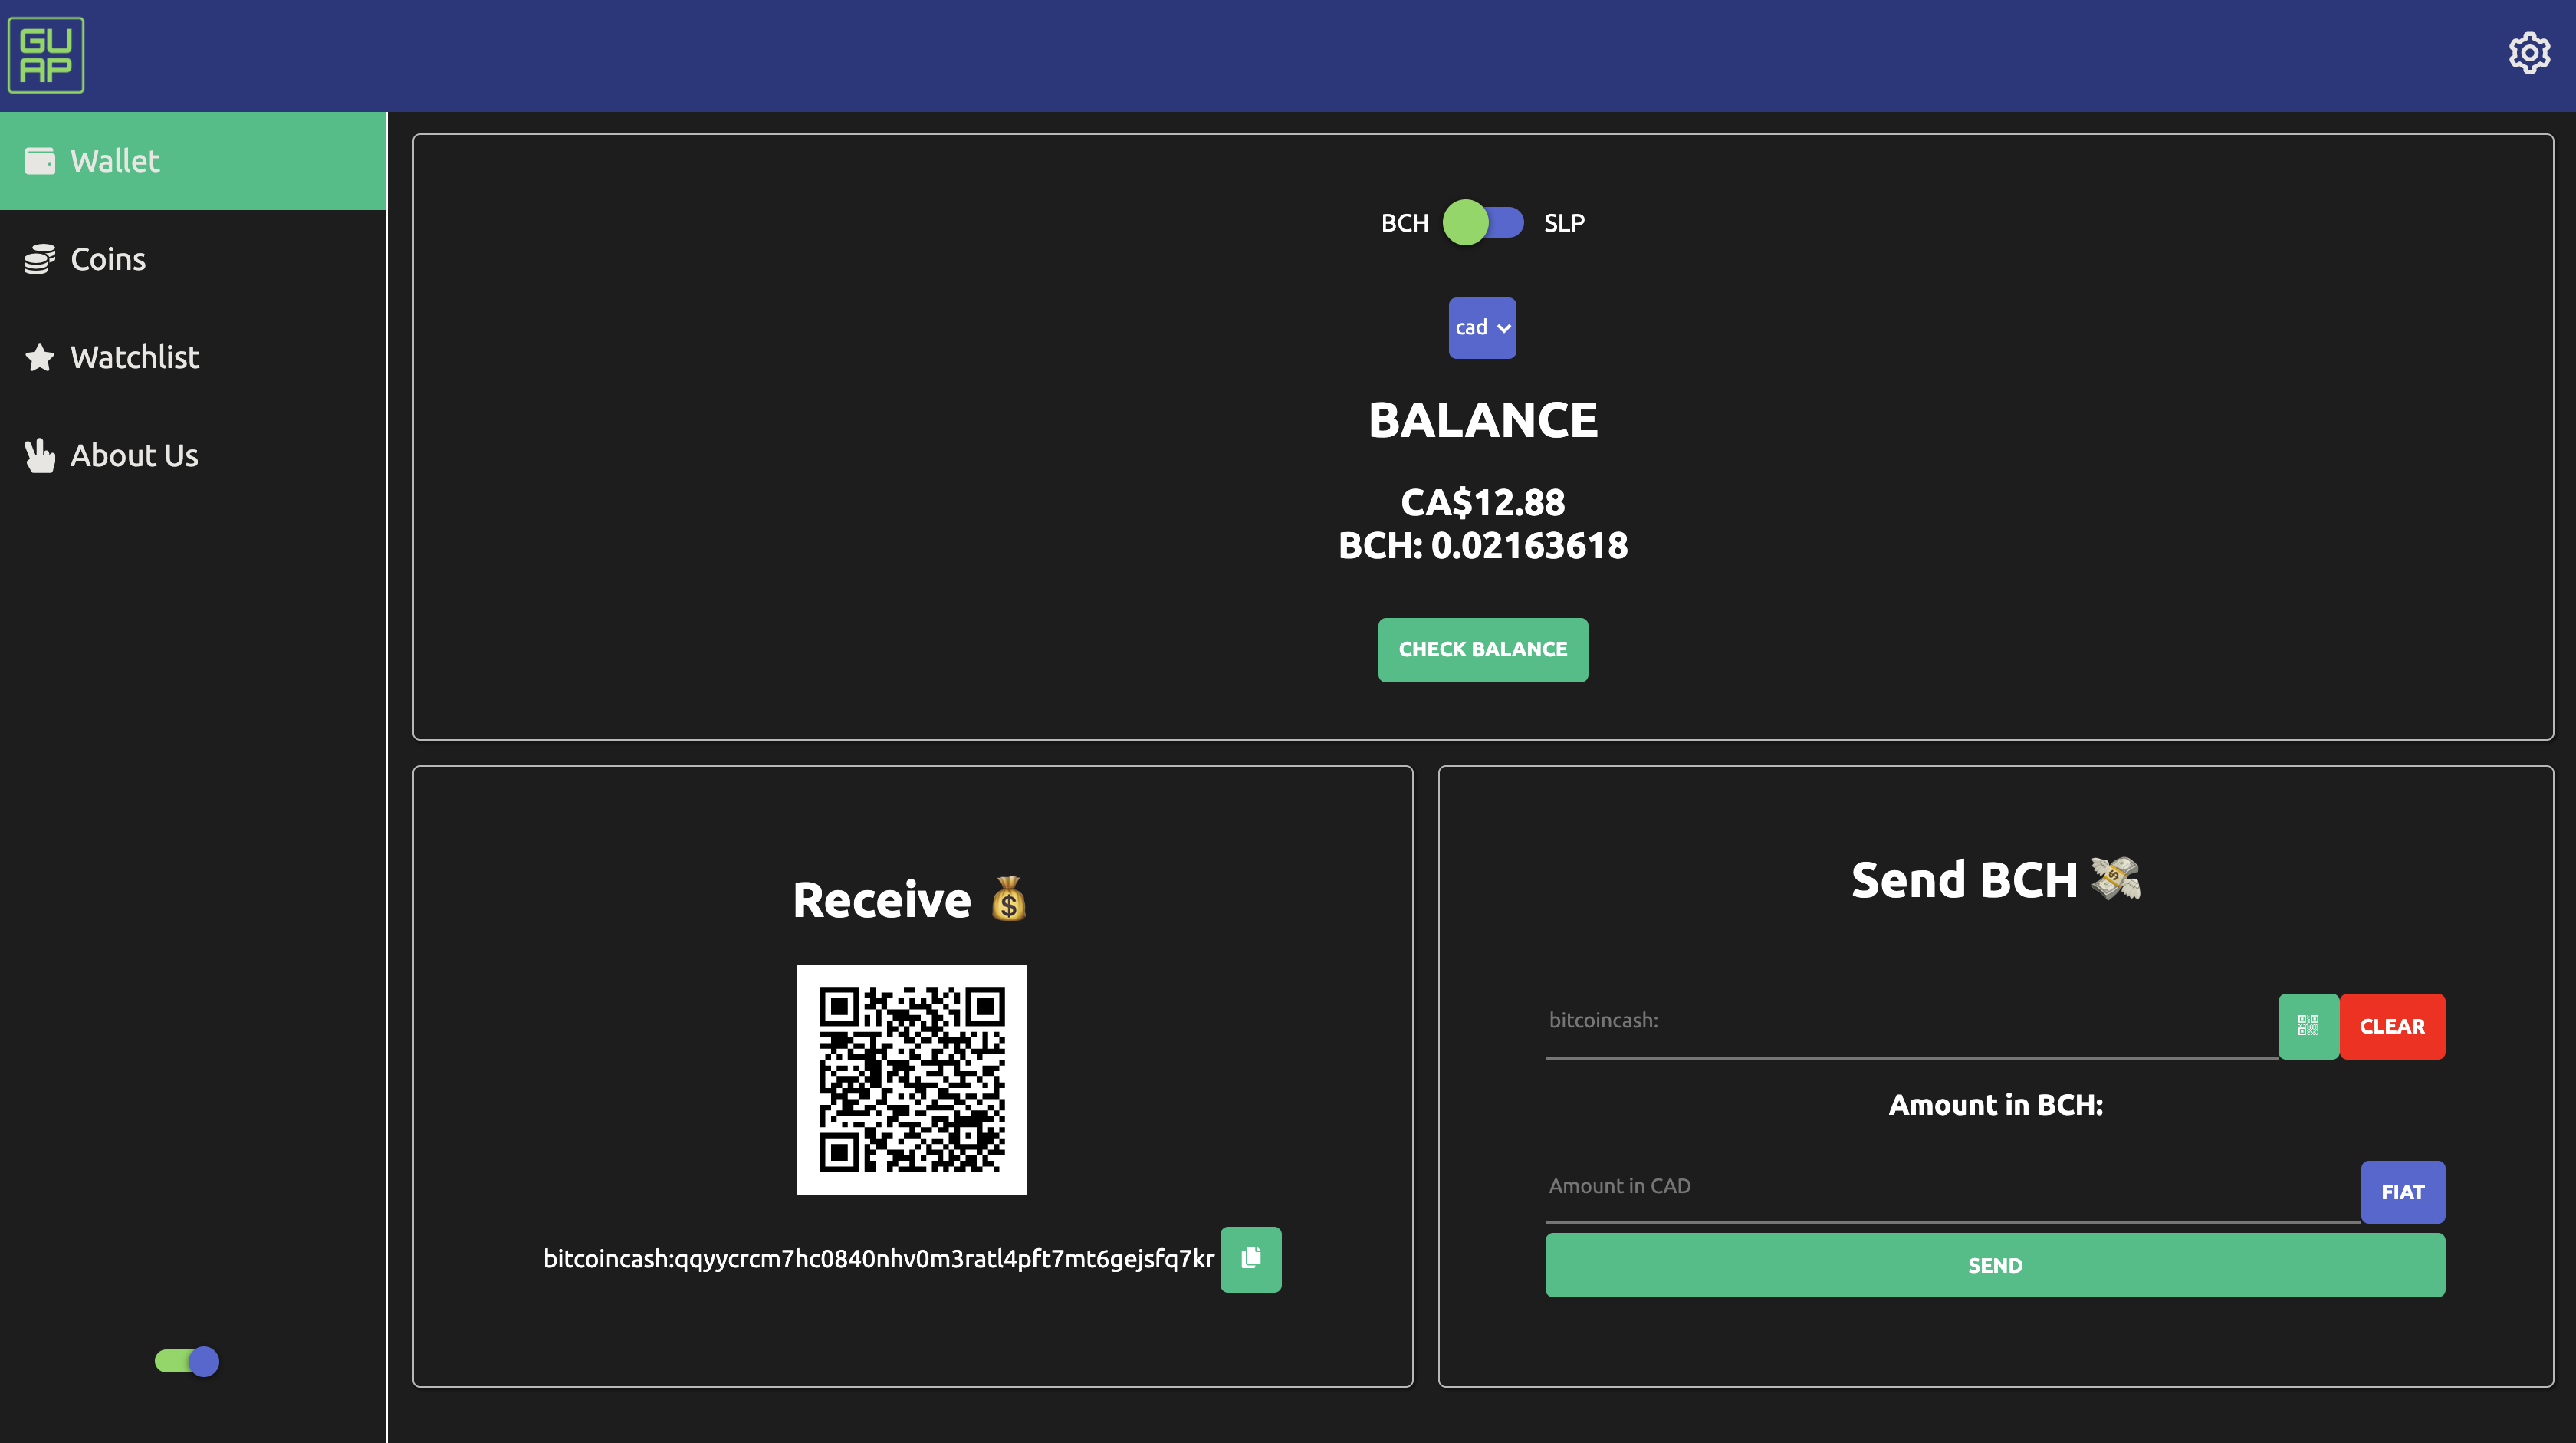 GU
AP
Wallet
Coins
Watchlist
About Us
BCH SLP
cad
BALANCE
CA$12.88
BCH: 0.02163618
CHECK BALANCE
Receive 💰
bitcoincash:qqyycrcm7hc0840nhv0m3ratl4pft7mt6gejsfq7kr
Send BCH 💸
bitcoincash:
CLEAR
Amount in BCH:
Amount in CAD
FIAT
SEND